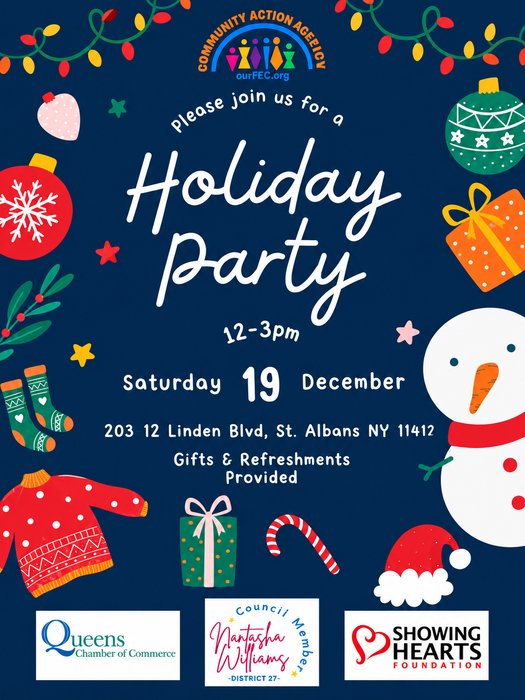 COMMUNITY ACTION AGEEICV
ourFEC.org
Please join us for a
Holiday
Party
12-3pm
Saturday 19 December
203 12 Linden Blvd, St. Albans NY 11412
Gifts & Refreshments
Provided
Queens
Chamber of Commerce
Council Member
Nantasha
Williams
-DISTRICT 27-
SHOWING
HEARTS
FOUNDATION